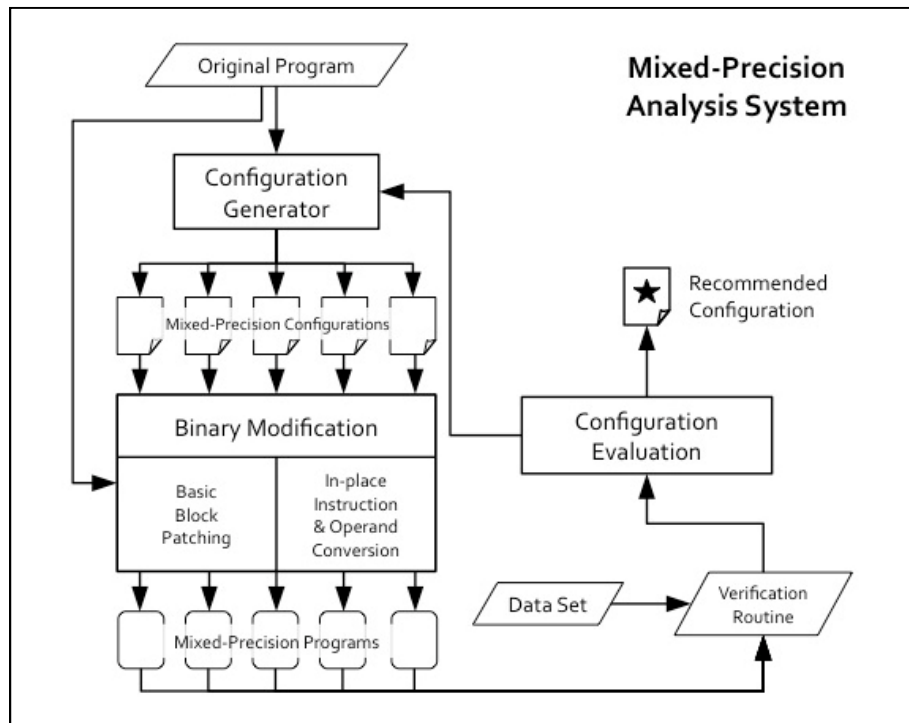 Original Program
Mixed-Precision
Analysis System
Configuration
Generator
Mixed-Precision Configurations
Recommended
Configuration
Binary Modification
Configuration
Evaluation
Basic
Block
Patching
In-place
Instruction
& Operand
Conversion
Data Set
Verification
Routine
Mixed-Precision Programs